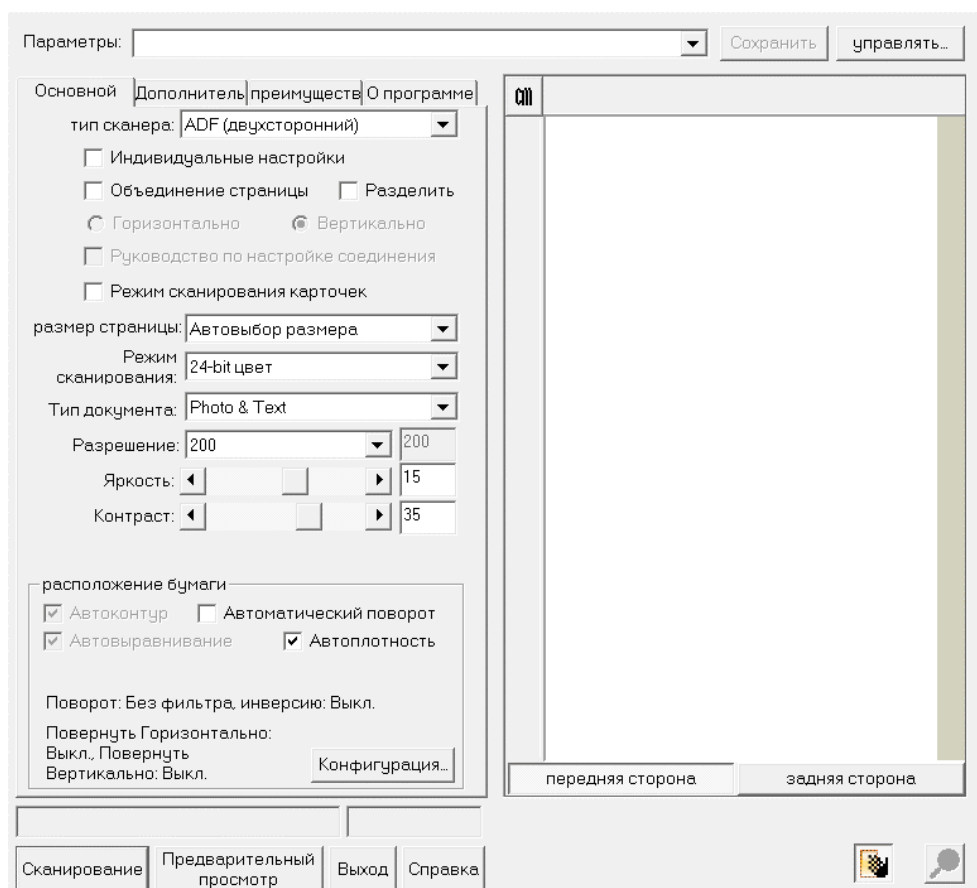 Параметры: Сохранить управлять...
Основной Дополнитель преимуществ О программе cm
тип сканера: ADF (двухсторонний)
Индивидуальные настройки
Объединение страницы Разделить
Горизонтально Вертикально
Руководство по настройке соединения
Режим сканирования карточек
размер страницы: Автовыбор размера
Режим
сканирования: 24-bit цвет
Тип документа: Photo & Text
Разрешение: 200 200
Яркость: 15
Контраст: 35
расположение бумаги
Автоконтур Автоматический поворот
Автовыравнивание Автоплотность
Поворот: Без фильтра, инверсию: Выкл.
Повернуть Горизонтально:
Выкл., Повернуть
Вертикально: Выкл.
Конфигурация...
передняя сторона задняя сторона
Сканирование Предварительный
просмотр Выход Справка